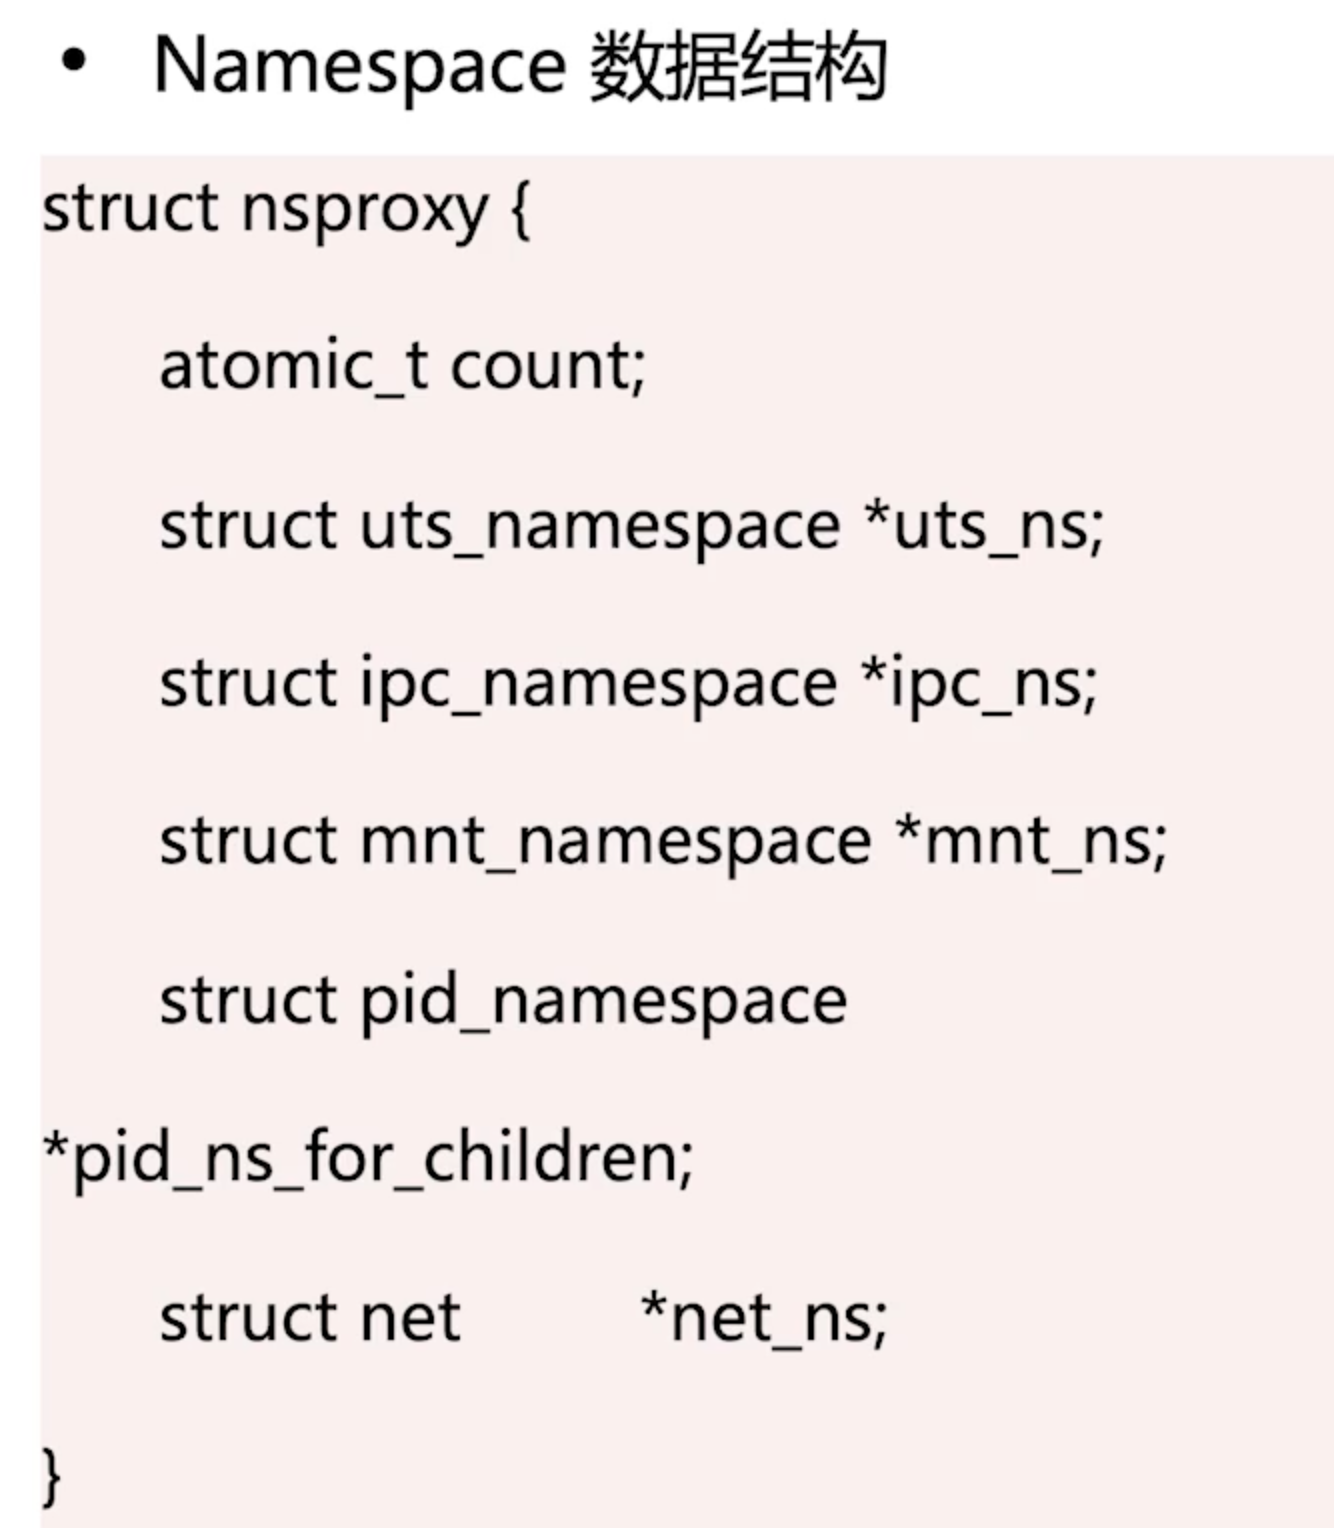 • Namespace 数据结构
struct nsproxy {
atomic_t count;
struct uts_namespace *uts_ns;
struct ipc_namespace *ipc_ns;
struct mnt_namespace *mnt_ns;
struct pid_namespace
*pid_ns_for_children;
struct net *net_ns;
}